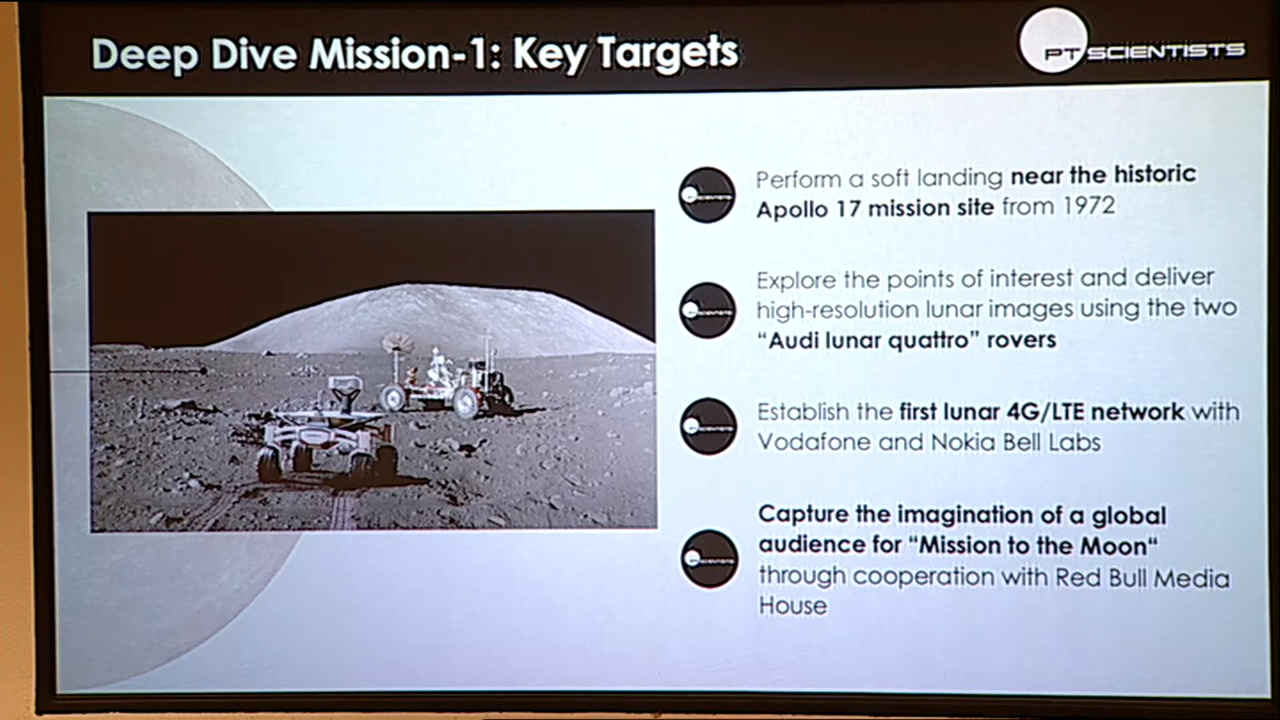 Deep Dive Mission-1: Key Targets
PTSCIENTISTS
Perform a soft landing near the historic
Apollo 17 mission site from 1972
Explore the points of interest and deliver
high-resolution lunar images using the two
“Audi lunar quattro” rovers
Establish the first lunar 4G/LTE network with
Vodafone and Nokia Bell Labs
Capture the imagination of a global
audience for “Mission to the Moon“
through cooperation with Red Bull Media
House